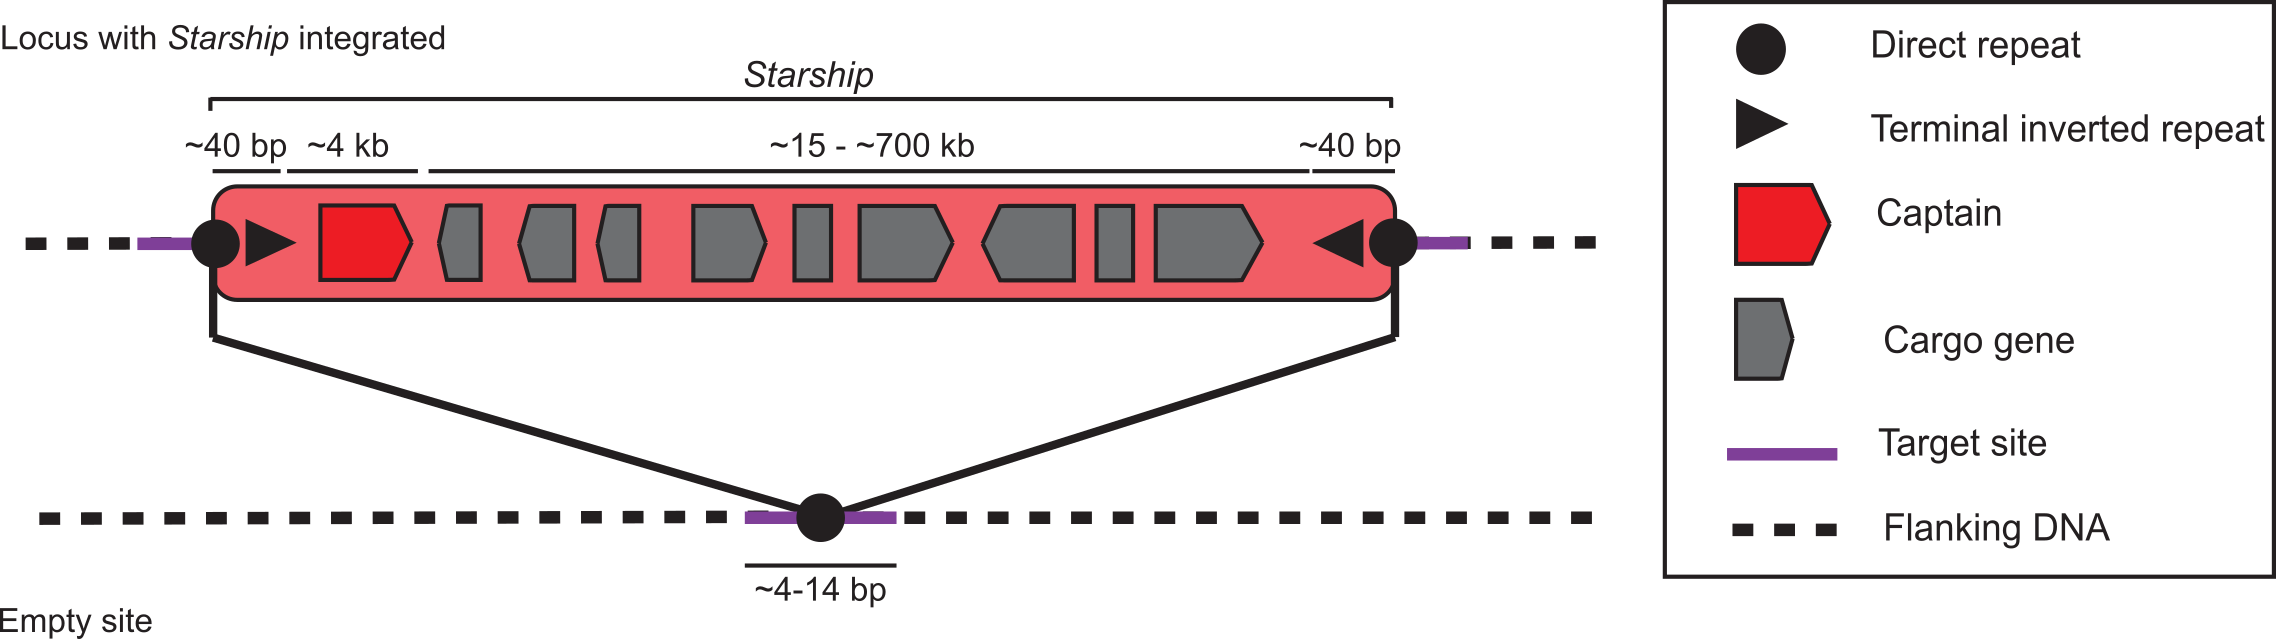 Locus with Starship integrated
Starship
~40 bp ~4 kb ~15 - ~700 kb ~40 bp
~4-14 bp
Empty site
Direct repeat
Terminal inverted repeat
Captain
Cargo gene
Target site
Flanking DNA